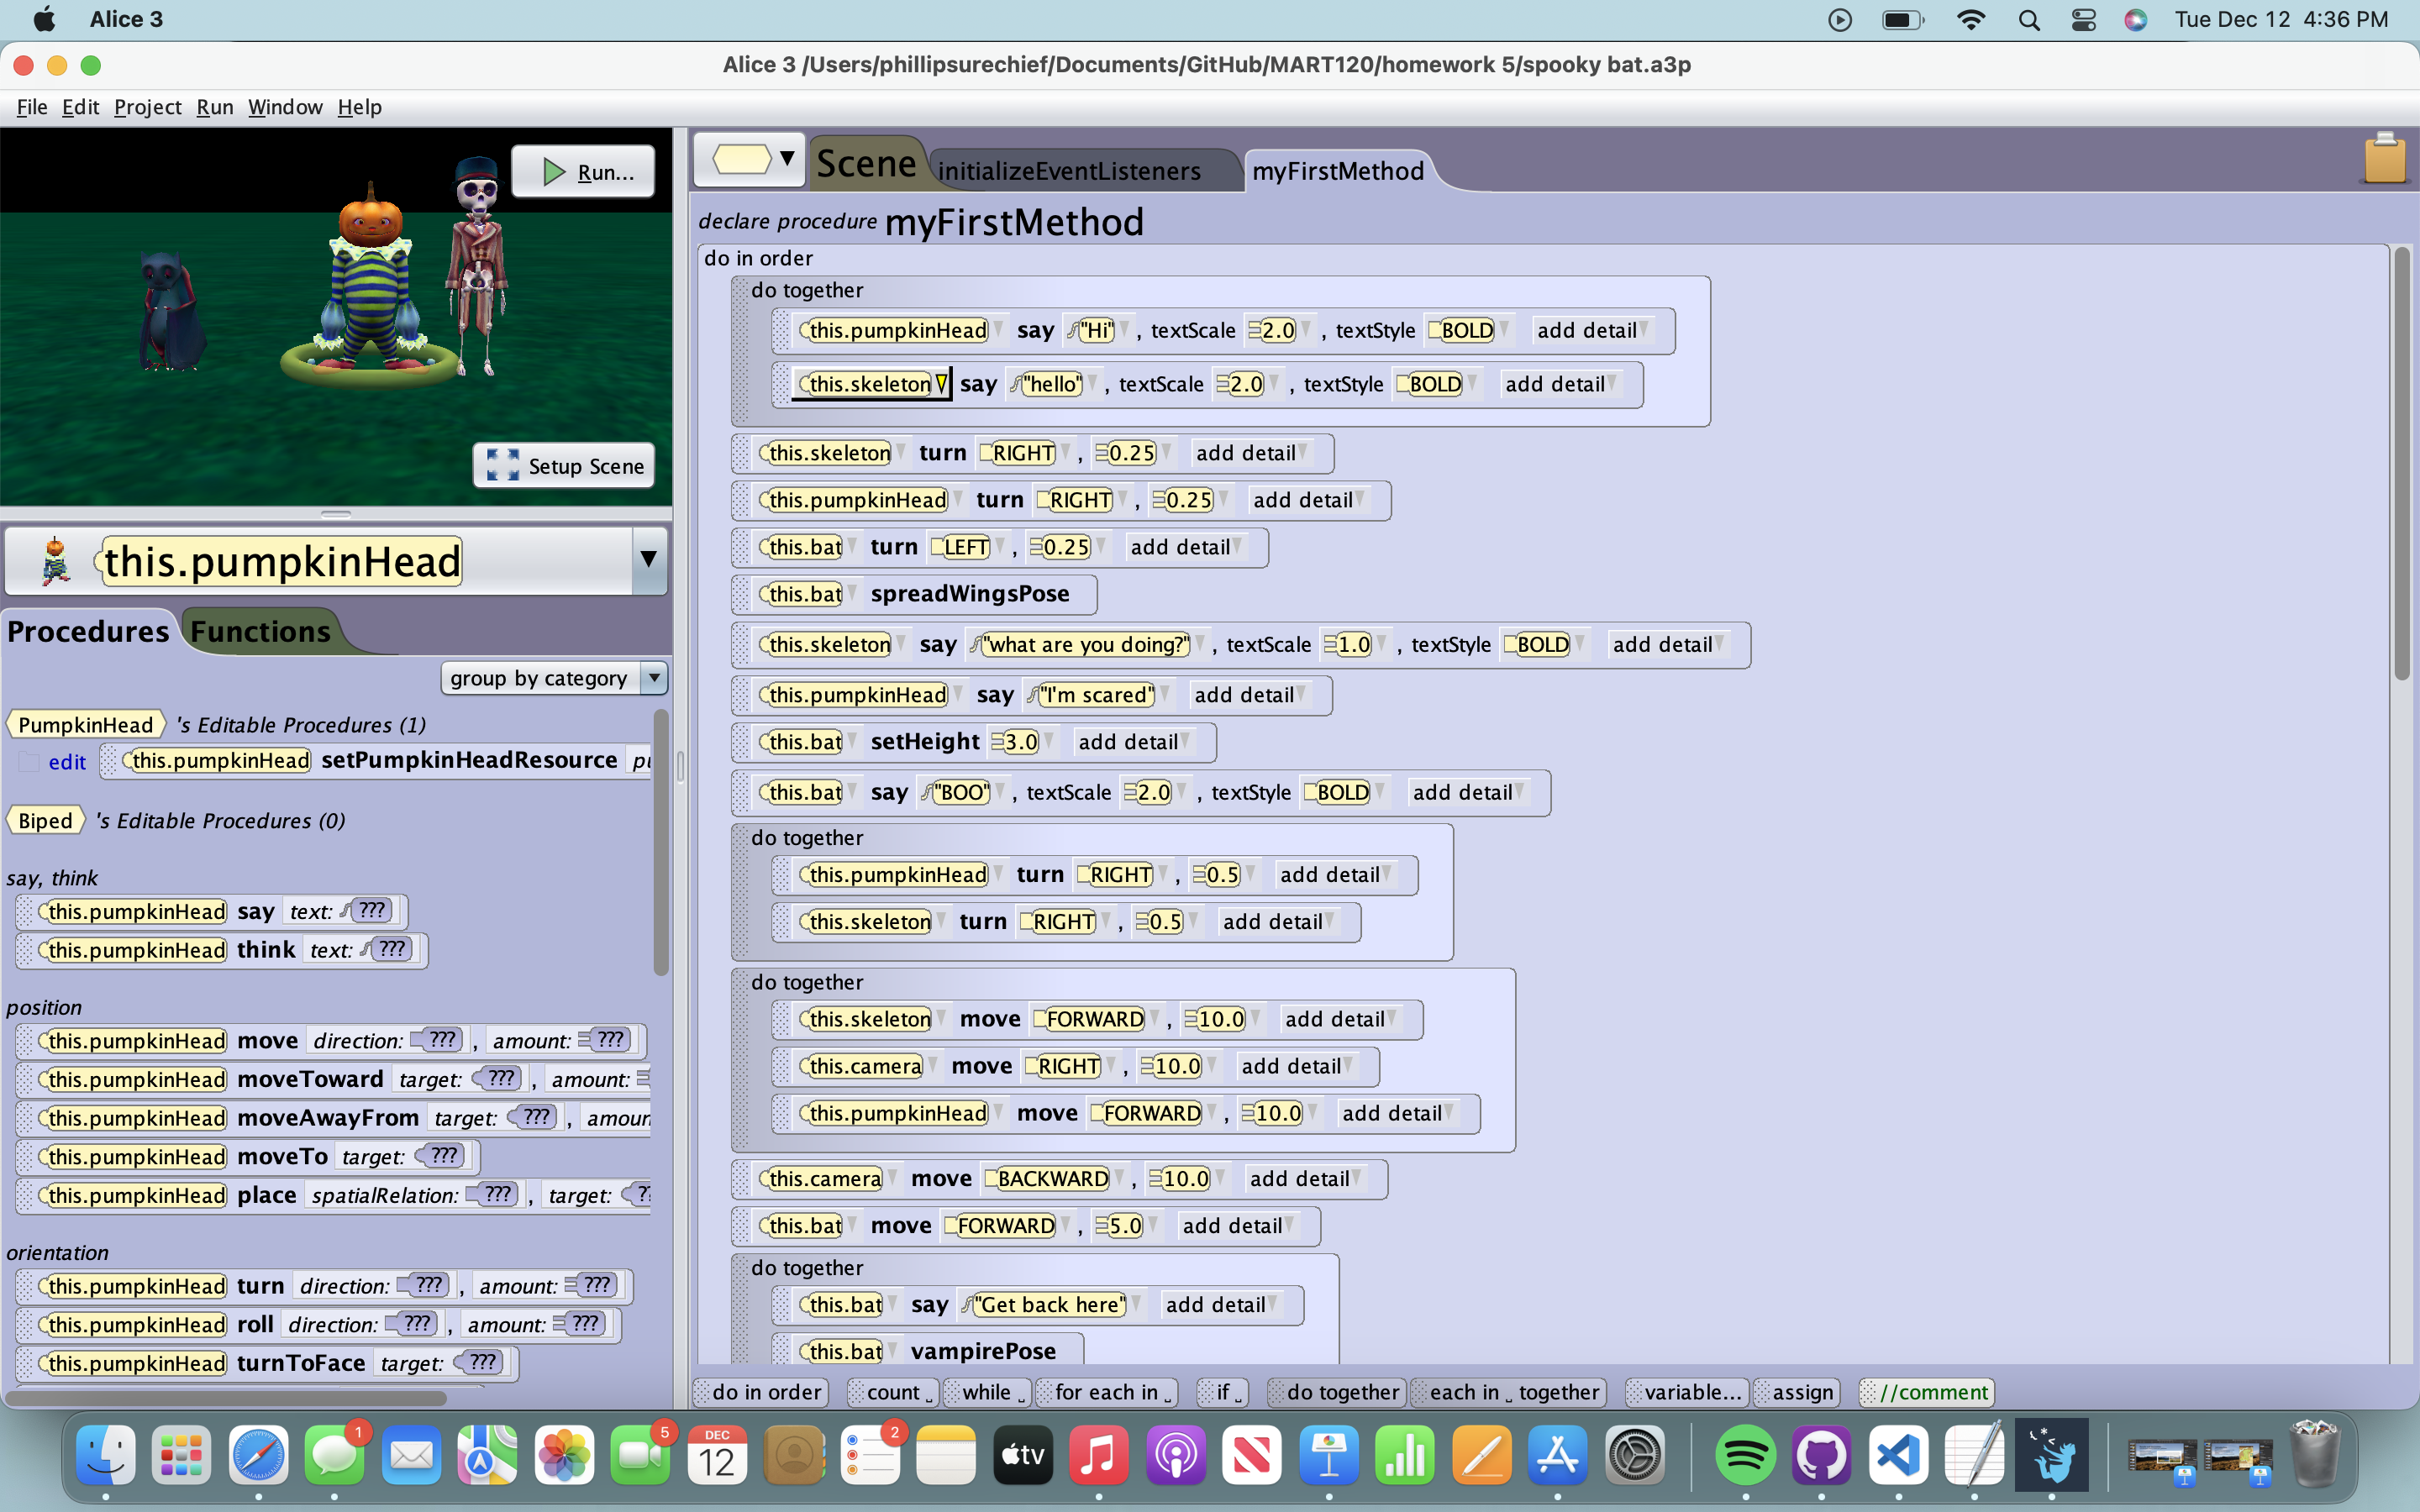 Alice 3
Tue Dec 12 4:36 PM
Alice 3 /Users/phillipsurechief/Documents/GitHub/MART120/homework 5/spooky bat.a3p
File Edit Project Run Window Help
Run...
Setup Scene
this.pumpkinHead
Procedures Functions
group by category
PumpkinHead 's Editable Procedures (1)
edit this.pumpkinHead setPumpkinHeadResource
Biped 's Editable Procedures (0)
say, think
this.pumpkinHead say text: ???
this.pumpkinHead think text: ???
position
this.pumpkinHead move direction: ??? , amount: ???
this.pumpkinHead moveToward target: ??? , amount:
this.pumpkinHead moveAwayFrom target: ??? ,
this.pumpkinHead moveTo target: ???
this.pumpkinHead place spatialRelation: ??? , target:
orientation
this.pumpkinHead turn direction: ??? , amount: ???
this.pumpkinHead roll direction: ??? , amount: ???
this.pumpkinHead turnToFace target: ???
Scene initializeEventListeners myFirstMethod
declare procedure myFirstMethod
do in order
do together
this.pumpkinHead say "Hi" , textScale 2.0 , textStyle BOLD add detail
this.skeleton say "hello" , textScale 2.0 , textStyle BOLD add detail
this.skeleton turn RIGHT , 0.25 add detail
this.pumpkinHead turn RIGHT , 0.25 add detail
this.bat turn LEFT , 0.25 add detail
this.bat spreadWingsPose
this.skeleton say "what are you doing?" , textScale 1.0 , textStyle BOLD add detail
this.pumpkinHead say "I'm scared" add detail
this.bat setHeight 3.0 add detail
this.bat say "BOO" , textScale 2.0 , textStyle BOLD add detail
do together
this.pumpkinHead turn RIGHT , 0.5 add detail
this.skeleton turn RIGHT , 0.5 add detail
do together
this.skeleton move FORWARD , 10.0 add detail
this.camera move RIGHT , 10.0 add detail
this.pumpkinHead move FORWARD , 10.0 add detail
this.camera move BACKWARD , 10.0 add detail
this.bat move FORWARD , 5.0 add detail
do together
this.bat say "Get back here" add detail
this.bat vampirePose
do in order count while for each in if do together each in together variable... assign //comment
1
5
DEC
12
2
tv